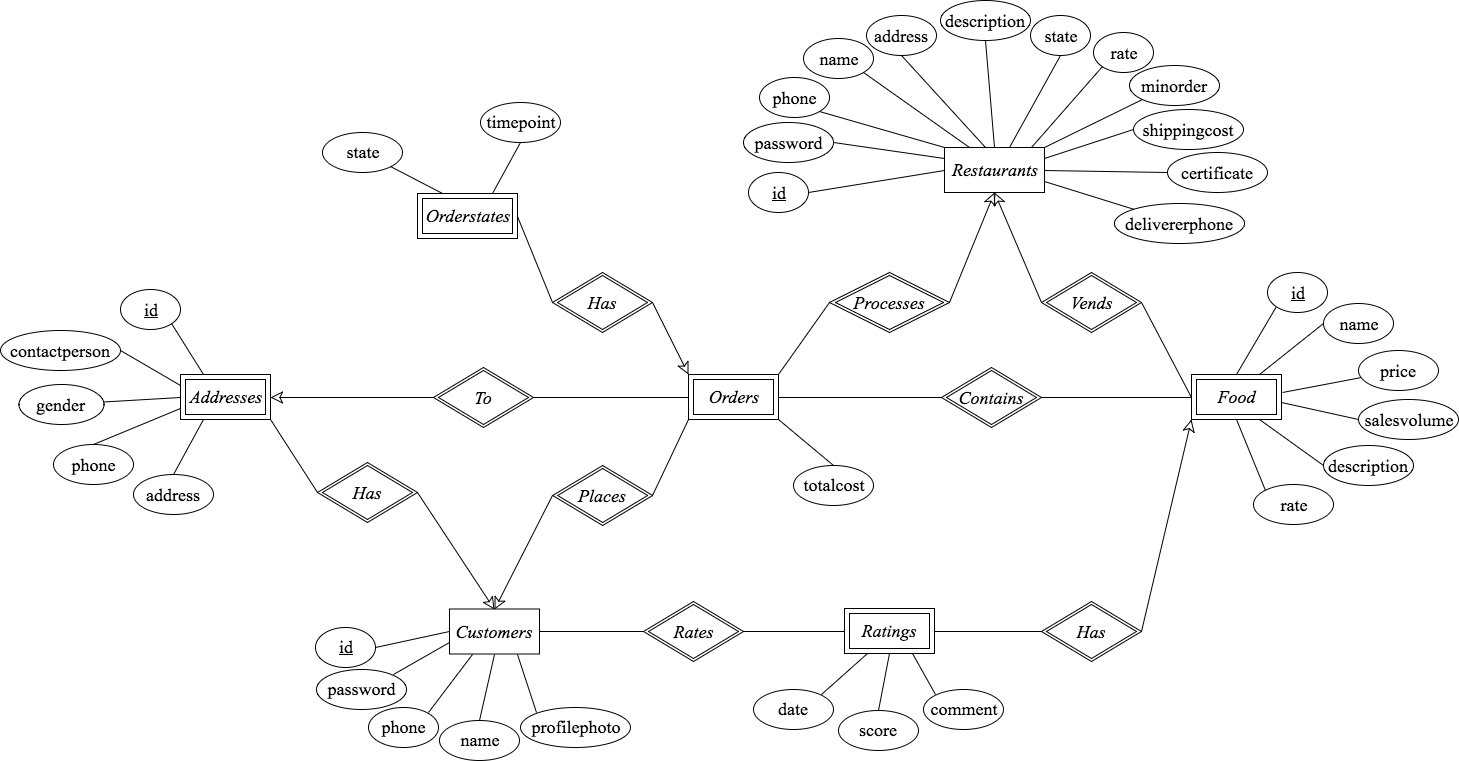 description
address
state
name
rate
phone
minorder
password
shippingcost
id
Restaurants
certificate
delivererphone
timepoint
state
Orderstates
Has
Processes
Vends
id
name
price
Food
salesvolume
description
rate
id
contactperson
gender
Addresses
phone
address
To
Orders
Contains
totalcost
Has
Places
Customers
id
password
phone
name
profilephoto
Rates
Ratings
Has
date
score
comment